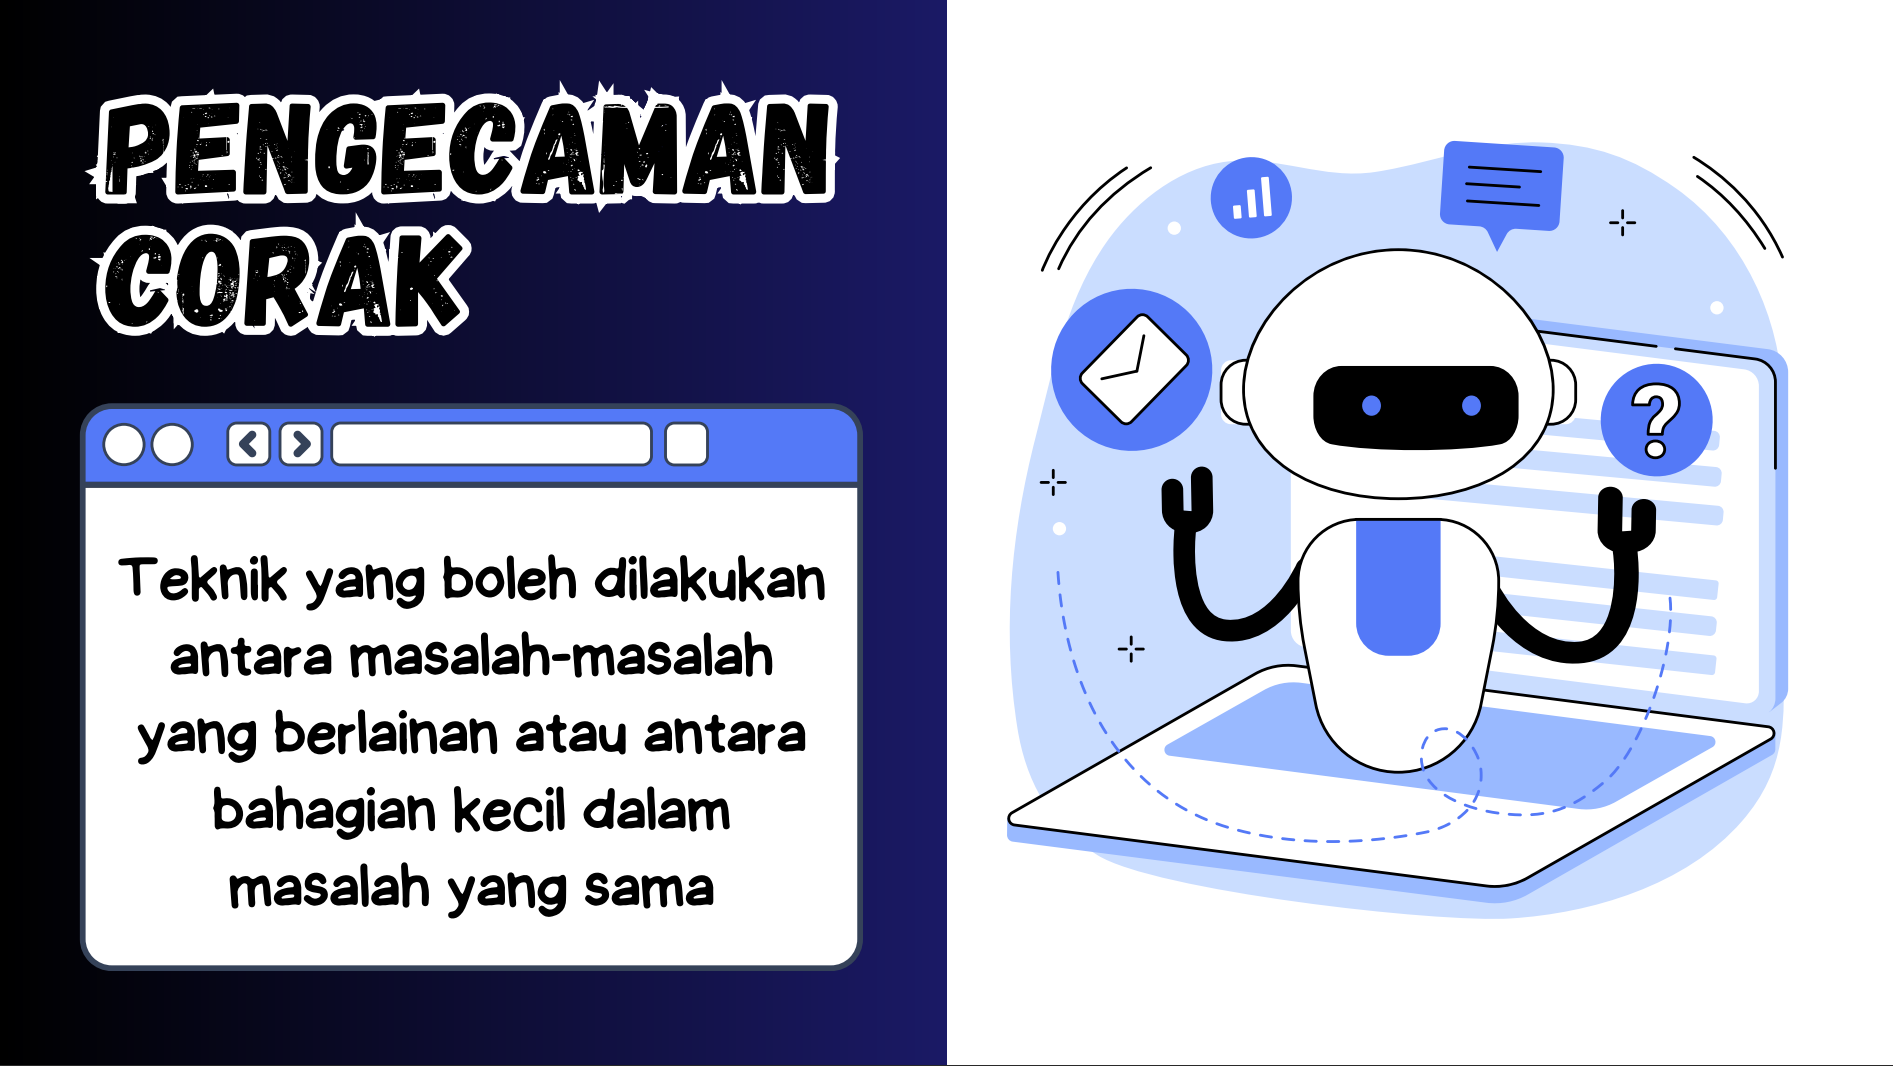 PENGECAMAN
CORAK
Teknik yang boleh dilakukan
antara masalah-masalah
yang berlainan atau antara
bahagian kecil dalam
masalah yang sama
?